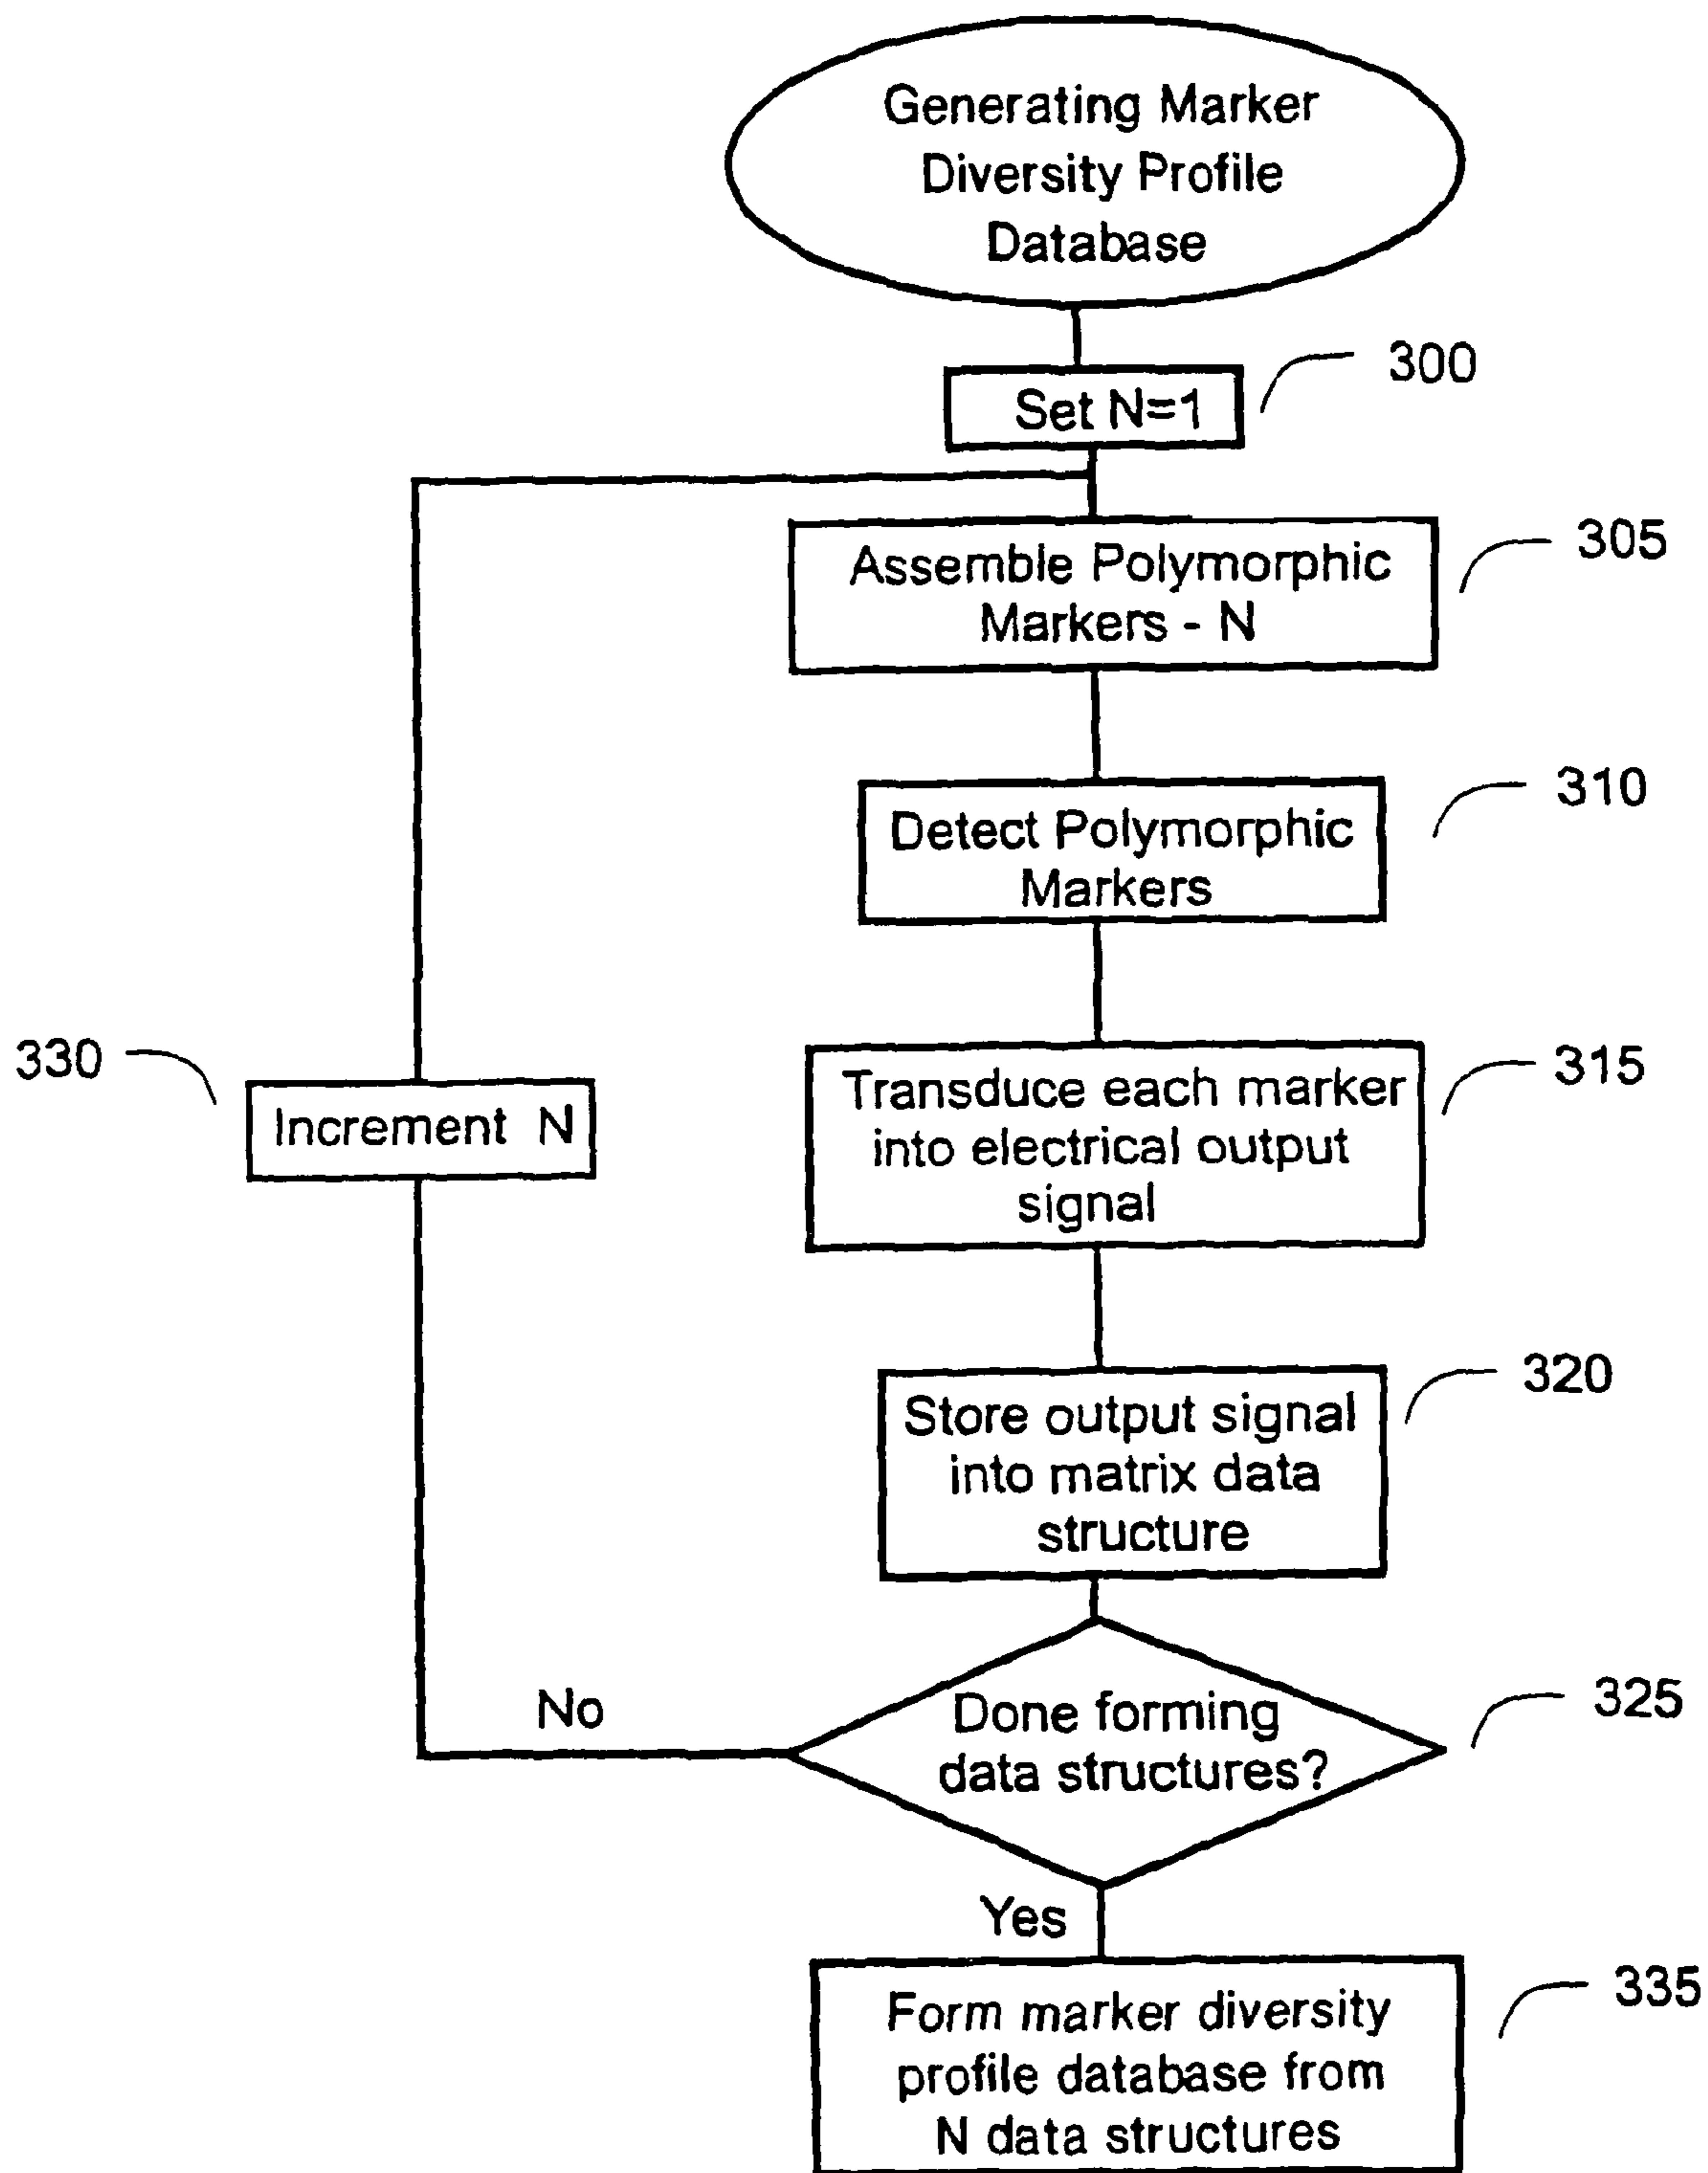 Generating Marker
Diversity Profile
Database
300
Set N=1
305
Assemble Polymorphic
Markers - N
310
Detect Polymorphic
Markers
315
Transduce each marker
into electrical output
signal
330
Increment N
320
Store output signal
into matrix data
structure
325
Done forming
data structures?
No
Yes
335
Form marker diversity
profile database from
N data structures